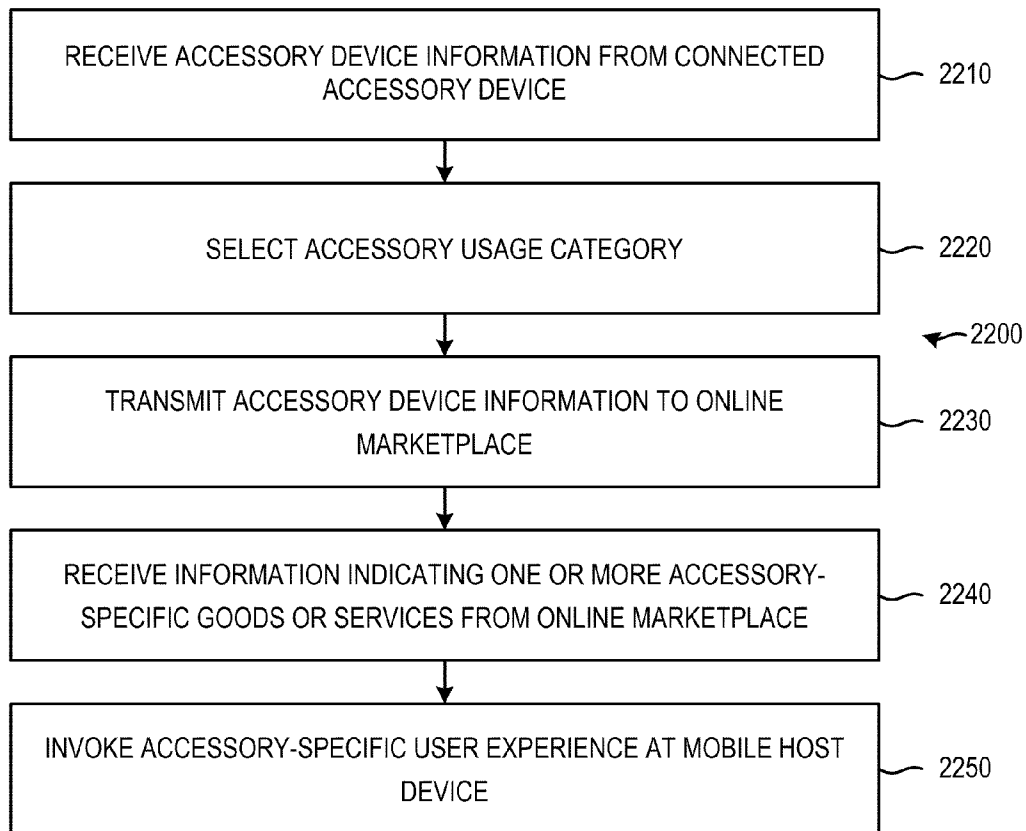 RECEIVE ACCESSORY DEVICE INFORMATION FROM CONNECTED
ACCESSORY DEVICE
2210
SELECT ACCESSORY USAGE CATEGORY
2220
2200
TRANSMIT ACCESSORY DEVICE INFORMATION TO ONLINE
MARKETPLACE
2230
RECEIVE INFORMATION INDICATING ONE OR MORE ACCESSORY-
SPECIFIC GOODS OR SERVICES FROM ONLINE MARKETPLACE
2240
INVOKE ACCESSORY-SPECIFIC USER EXPERIENCE AT MOBILE HOST
DEVICE
2250